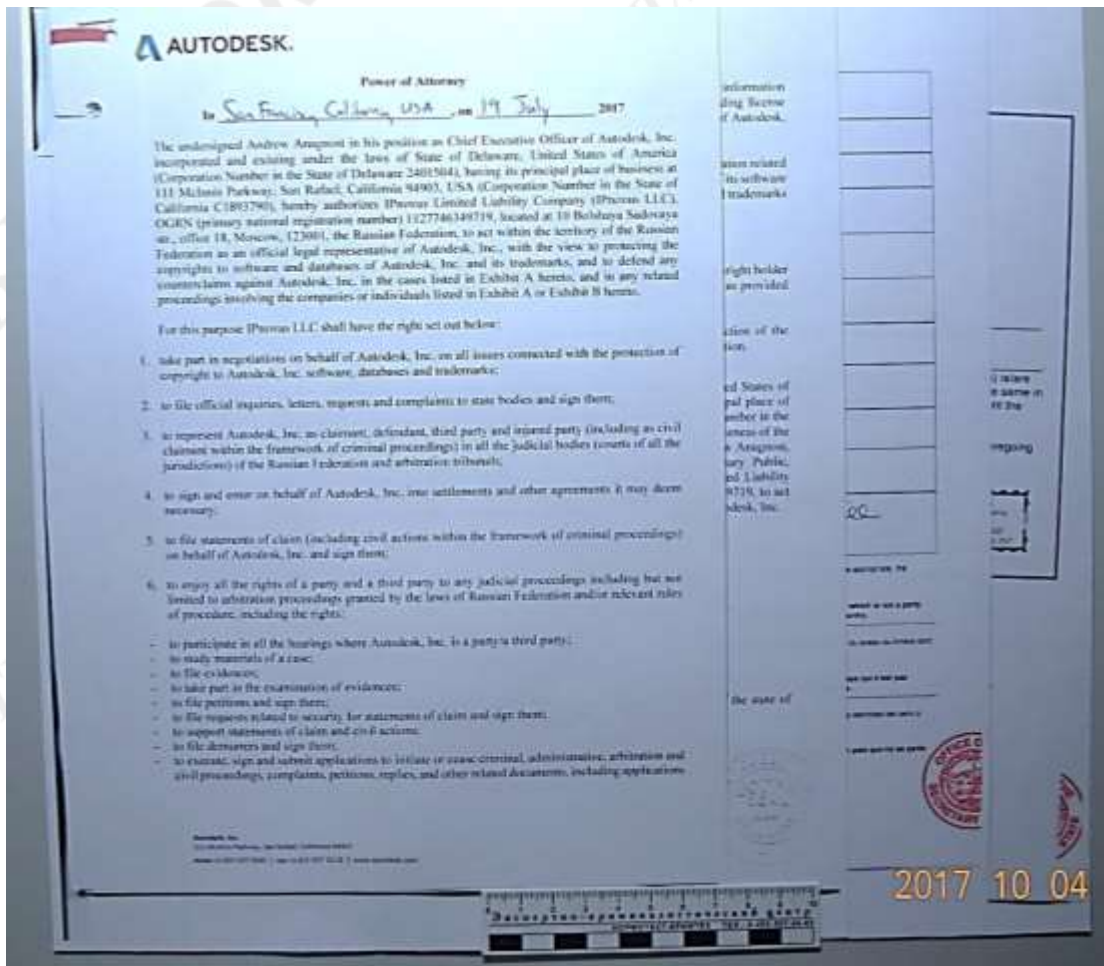 AUTODESK.
Power of Attorney
In San Francisco, California, USA, on 19 July 2017
The undersigned Andrew Anagnost in his position as Chief Executive Officer of Autodesk, Inc.
incorporated and existing under the laws of State of Delaware, United States of America
(Corporation Number in the State of Delaware 2401504), having its principal place of business at
111 McInnis Parkway, San Rafael, California 94903, USA (Corporation Number in the State of
California C1893790), hereby authorizes IPnovus Limited Liability Company (IPnovus LLC),
OGRN (primary national registration number) 1127746349719, located at 10 Bolshaya Sadovaya
str., office 18, Moscow, 123001, the Russian Federation, to act within the territory of the Russian
Federation as an official legal representative of Autodesk, Inc., with the view to protecting the
copyrights to software and databases of Autodesk, Inc. and its trademarks, and to defend any
counterclaims against Autodesk, Inc. in the cases listed in Exhibit A hereto, and in any related
proceedings involving the companies or individuals listed in Exhibit A or Exhibit B hereto.
For this purpose IPnovus LLC shall have the right set out below:
1. take part in negotiations on behalf of Autodesk, Inc. on all issues connected with the protection of
copyright to Autodesk, Inc. software, databases and trademarks;
2. to file official inquiries, letters, requests and complaints to state bodies and sign them;
3. to represent Autodesk, Inc. as claimant, defendant, third party and injured party (including as civil
claimant within the framework of criminal proceedings) in all the judicial bodies (courts of all the
jurisdictions) of the Russian Federation and arbitration tribunals;
4. to sign and enter on behalf of Autodesk, Inc. into settlements and other agreements it may deem
necessary;
5. to file statements of claim (including civil actions within the framework of criminal proceedings)
on behalf of Autodesk, Inc. and sign them;
6. to enjoy all the rights of a party and a third party to any judicial proceedings including but not
limited to arbitration proceedings granted by the laws of Russian Federation and/or relevant rules
of procedure, including the rights:
- to participate in all the hearings where Autodesk, Inc. is a party/a third party;
- to study materials of a case;
- to file evidences;
- to take part in the examination of evidences;
- to file petitions and sign them;
- to file requests related to security for statements of claim and sign them;
- to support statements of claim and civil actions;
- to file demurrers and sign them;
- to execute, sign and submit applications to initiate or cease criminal, administrative, arbitration and
civil proceedings, complaints, petitions, replies, and other related documents, including applications
Autodesk, Inc.
information
ding license
f Autodesk,
ation related
its software
trademarks
right holder
as provided
ction of the
tion.
ed States of
pal place of
umber in the
w Anagnost,
ary Public,
ed Liability
9719, to act
odesk, Inc.
the state of
same in
egoing
OFFICE O
2017 10 04
Экспертно-криминалистический центр